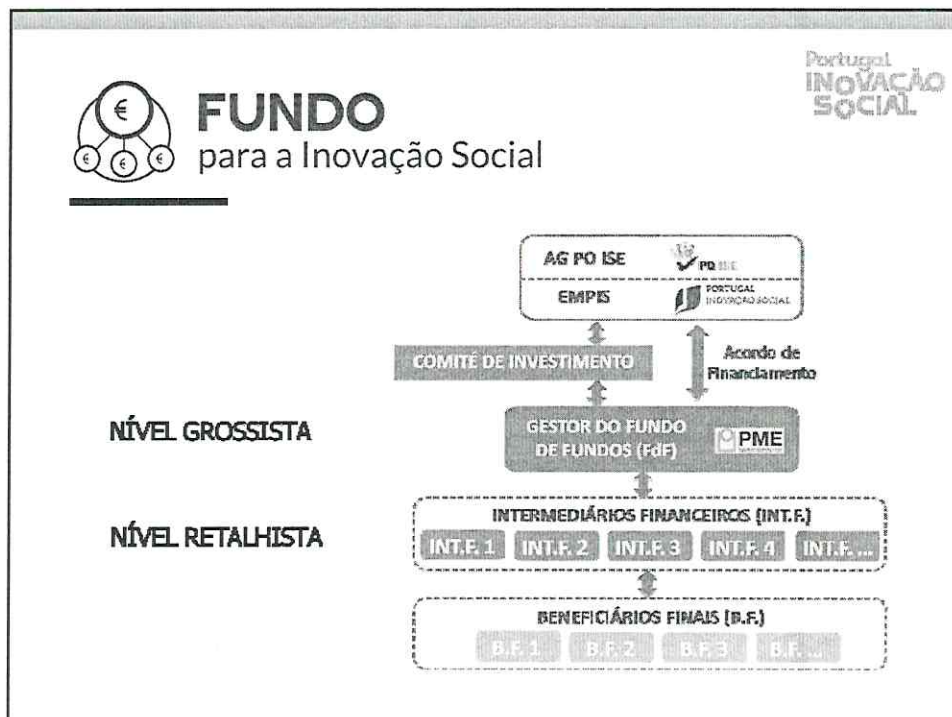 Portugal
INOVAÇÃO
SOCIAL
€
€ € €
FUNDO
para a Inovação Social
AG PO ISE
PO ISE
EMPIS
PORTUGAL
INOVAÇÃO SOCIAL
COMITÉ DE INVESTIMENTO
Acordo de
Financiamento
NÍVEL GROSSISTA
GESTOR DO FUNDO
DE FUNDOS (FdF)
PME
NÍVEL RETALHISTA
INTERMEDIÁRIOS FINANCEIROS (INT.F.)
INT.F. 1 INT.F. 2 INT.F. 3 INT.F. 4 INT.F. ...
BENEFICIÁRIOS FINAIS (B.F.)
B.F. 1 B.F. 2 B.F. 3 B.F. ...